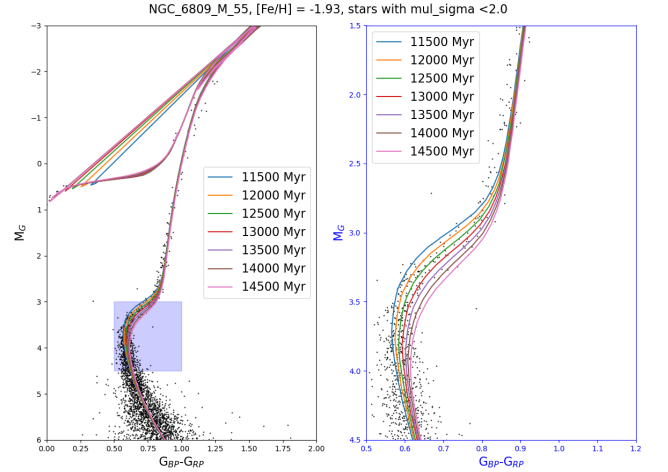 NGC_6809_M_55, [Fe/H] = -1.93, stars with mul_sigma <2.0
−3
−2
−1
0
1
2
3
4
5
6
M_G
0.00
0.25
0.50
0.75
1.00
1.25
1.50
1.75
2.00
G_BP-G_RP
11500 Myr
12000 Myr
12500 Myr
13000 Myr
13500 Myr
14000 Myr
14500 Myr
1.5
2.0
2.5
3.0
3.5
4.0
4.5
M_G
0.5
0.6
0.7
0.8
0.9
1.0
1.1
1.2
G_BP-G_RP
11500 Myr
12000 Myr
12500 Myr
13000 Myr
13500 Myr
14000 Myr
14500 Myr